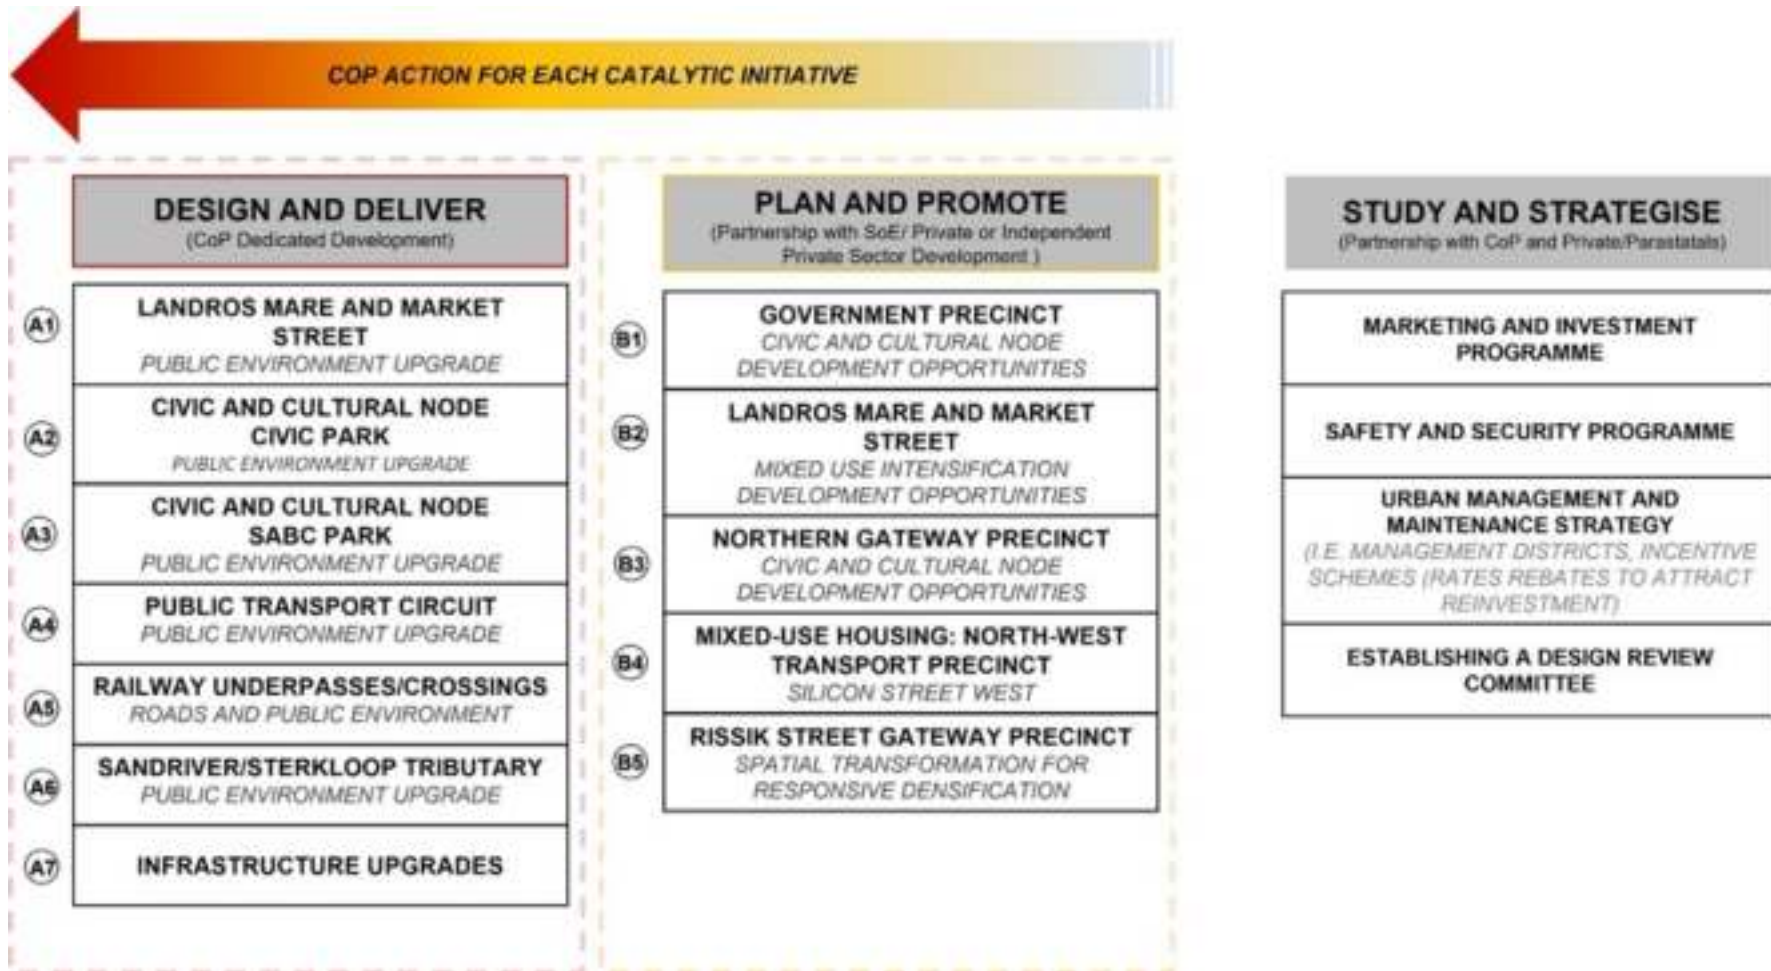 COP ACTION FOR EACH CATALYTIC INITIATIVE
DESIGN AND DELIVER
(CoP Dedicated Development)
A1
LANDROS MARE AND MARKET
STREET
PUBLIC ENVIRONMENT UPGRADE
A2
CIVIC AND CULTURAL NODE
CIVIC PARK
PUBLIC ENVIRONMENT UPGRADE
A3
CIVIC AND CULTURAL NODE
SABC PARK
PUBLIC ENVIRONMENT UPGRADE
A4
PUBLIC TRANSPORT CIRCUIT
PUBLIC ENVIRONMENT UPGRADE
A5
RAILWAY UNDERPASSES/CROSSINGS
ROADS AND PUBLIC ENVIRONMENT
A6
SANDRIVER/STERKLOOP TRIBUTARY
PUBLIC ENVIRONMENT UPGRADE
A7
INFRASTRUCTURE UPGRADES
PLAN AND PROMOTE
(Partnership with SoE/ Private or Independent
Private Sector Development )
B1
GOVERNMENT PRECINCT
CIVIC AND CULTURAL NODE
DEVELOPMENT OPPORTUNITIES
B2
LANDROS MARE AND MARKET
STREET
MIXED USE INTENSIFICATION
DEVELOPMENT OPPORTUNITIES
B3
NORTHERN GATEWAY PRECINCT
CIVIC AND CULTURAL NODE
DEVELOPMENT OPPORTUNITIES
B4
MIXED-USE HOUSING: NORTH-WEST
TRANSPORT PRECINCT
SILICON STREET WEST
B5
RISSIK STREET GATEWAY PRECINCT
SPATIAL TRANSFORMATION FOR
RESPONSIVE DENSIFICATION
STUDY AND STRATEGISE
(Partnership with CoP and Private/Parastatals)
MARKETING AND INVESTMENT
PROGRAMME
SAFETY AND SECURITY PROGRAMME
URBAN MANAGEMENT AND
MAINTENANCE STRATEGY
(I.E. MANAGEMENT DISTRICTS, INCENTIVE
SCHEMES (RATES REBATES TO ATTRACT
REINVESTMENT)
ESTABLISHING A DESIGN REVIEW
COMMITTEE